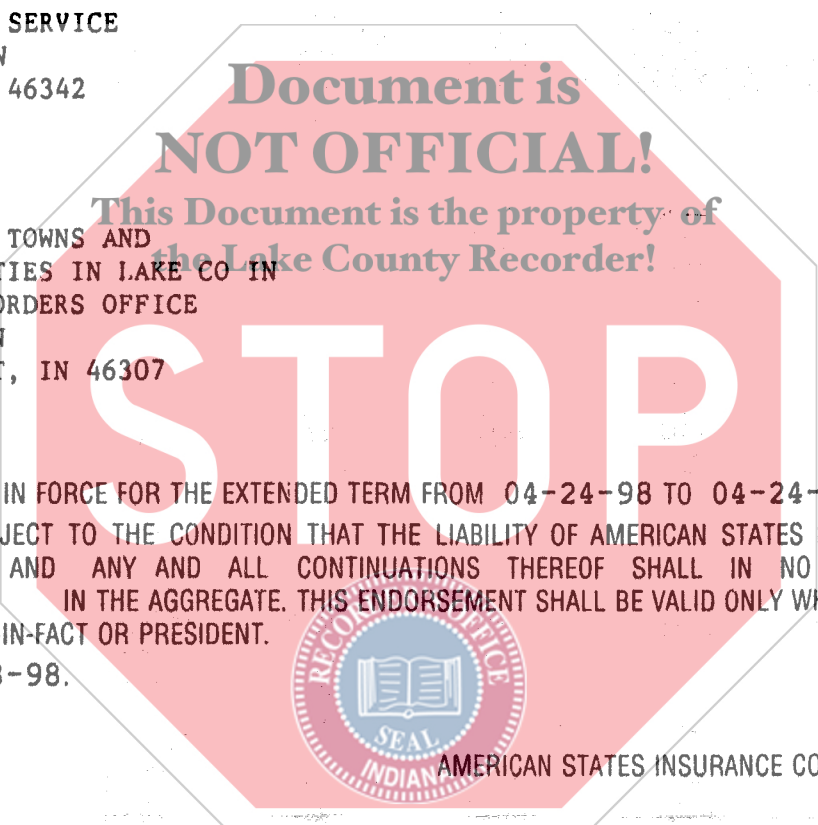 SERVICE
N
46342
Document is
NOT OFFICIAL!
This Document is the property of
the Lake County Recorder!
TOWNS AND
TIES IN LAKE CO IN
ORDERS OFFICE
N
T, IN 46307
STOP
IN FORCE FOR THE EXTENDED TERM FROM 04-24-98 TO 04-24-
JECT TO THE CONDITION THAT THE LIABILITY OF AMERICAN STATES
AND ANY AND ALL CONTINUATIONS THEREOF SHALL IN NO
IN THE AGGREGATE. THIS ENDORSEMENT SHALL BE VALID ONLY WH
IN-FACT OR PRESIDENT.
-98.
RECORDER'S OFFICE
SEAL
INDIANA
AMERICAN STATES INSURANCE CO